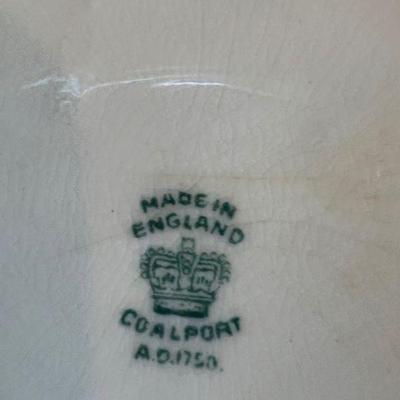 MADE IN
ENGLAND
COALPORT
A.D.1750.